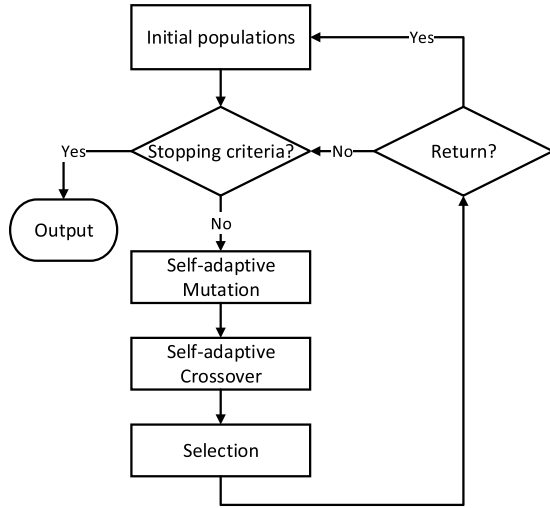 Initial populations
Yes
Yes
Stopping criteria?
No
Return?
Output
No
Self-adaptive
Mutation
Self-adaptive
Crossover
Selection